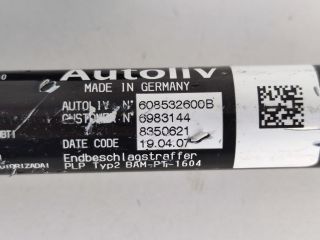 Autoliv
MADE IN GERMANY
AUTOLIV N° 608532600B
CUSTOMER N° 6983144
8350621
DATE CODE 19.04.07
Endbeschlagstraffer
PLP Typ2 BAM-PT1-1604